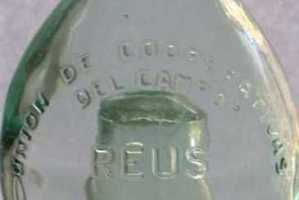 UNION DE COOPERATIVAS
DEL CAMPO
REUS